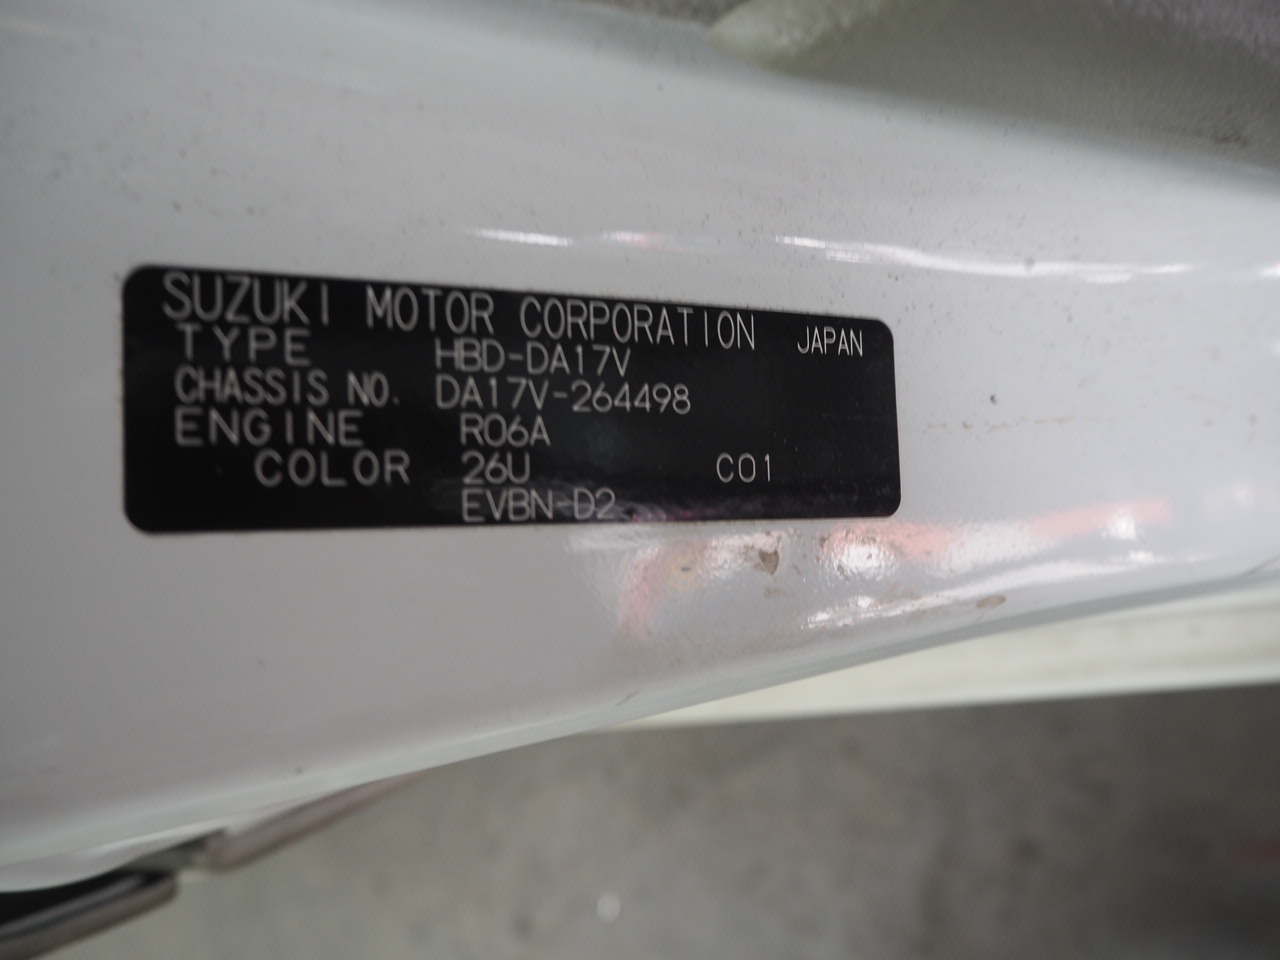 SUZUKI MOTOR CORPORATION JAPAN
TYPE HBD-DA17V
CHASSIS NO. DA17V-264498
ENGINE R06A
COLOR 26U C01
EVBN-D2